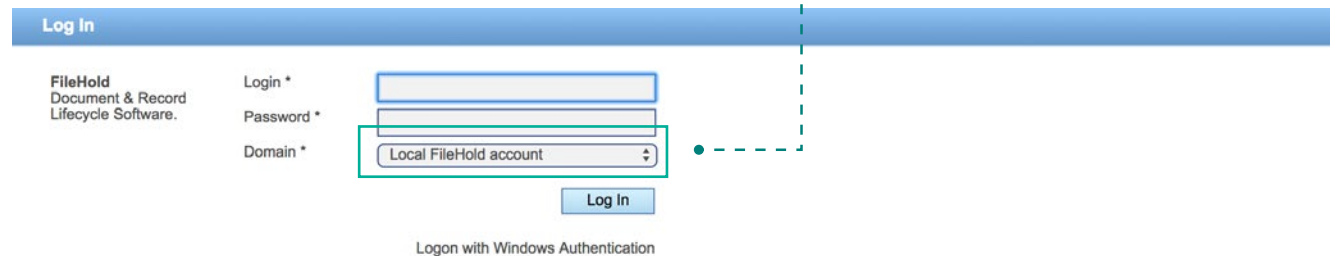 Log In
FileHold
Document & Record
Lifecycle Software.
Login *
Password *
Domain *
Local FileHold account
Log In
Logon with Windows Authentication